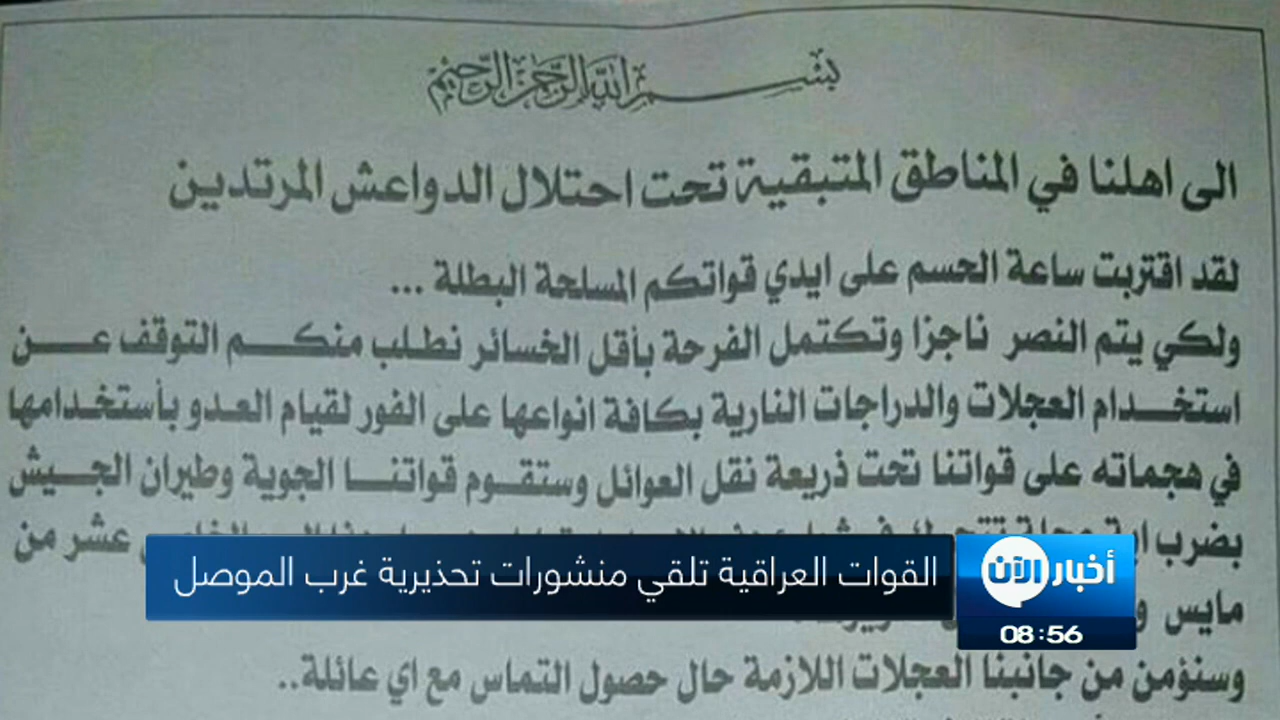 بسم الله الرحمن الرحيم
الى اهلنا في المناطق المتبقية تحت احتلال الدواعش المرتدين
لقد اقتربت ساعة الحسم على ايدي قواتكم المسلحة البطلة ...
ولكي يتم النصر ناجزا وتكتمل الفرحة بأقل الخسائر نطلب منكم التوقف عن
استخدام العجلات والدراجات النارية بكافة انواعها على الفور لقيام العدو بأستخدامها
في هجماته على قواتنا تحت ذريعة نقل العوائل وستقوم قواتنا الجوية وطيران الجيش
بضرب اية عجلة عشر من
القوات العراقية تلقي منشورات تحذيرية غرب الموصل
أخبار الآن
08:56
مايس
وسنؤمن من جانبنا العجلات اللازمة حال حصول التماس مع اي عائلة..